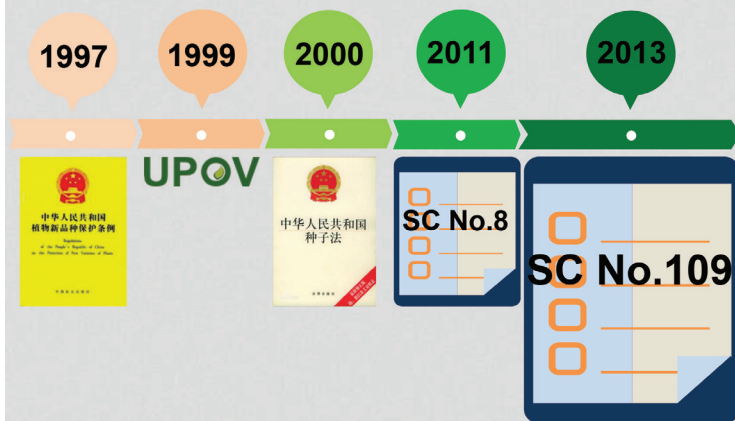 1997
1999
2000
2011
2013
中华人民共和国
植物新品种保护条例
Regulations
of the People's Republic of China
on the Protection of New Varieties of Plants
UPOV
中华人民共和国
种子法
SC No.8
SC No.109